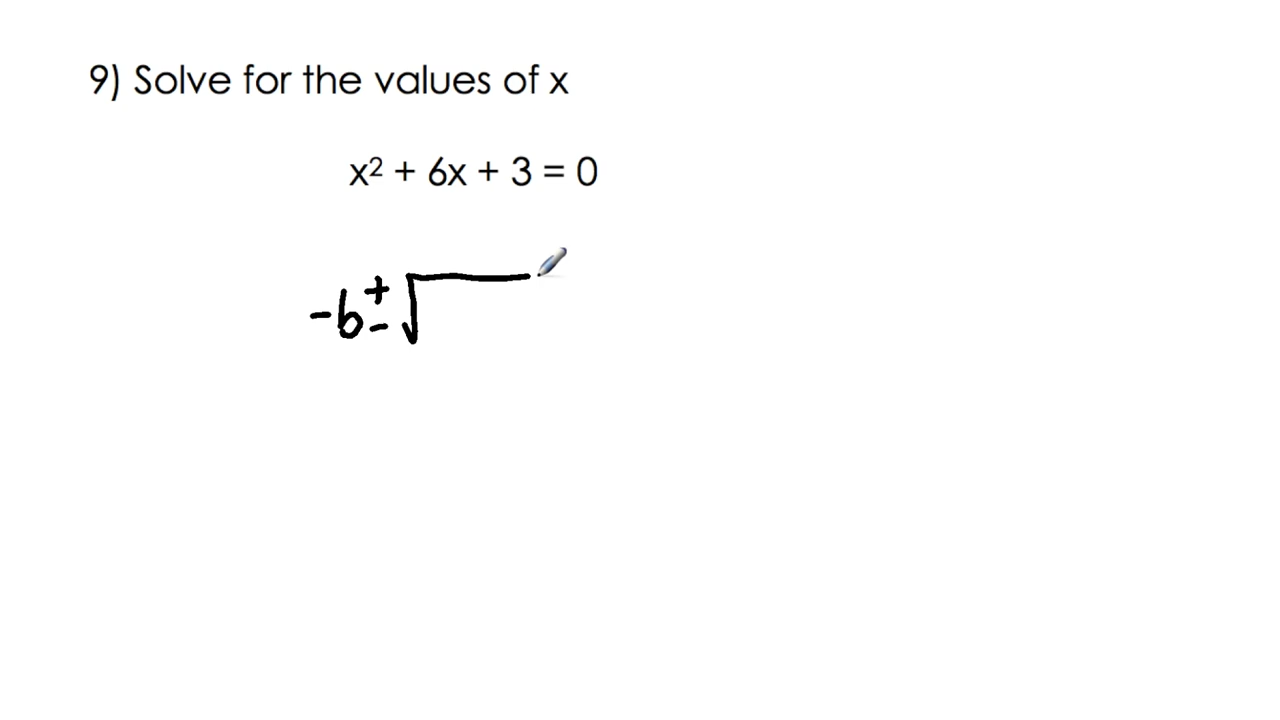 9) Solve for the values of x
x² + 6x + 3 = 0
-b ± √